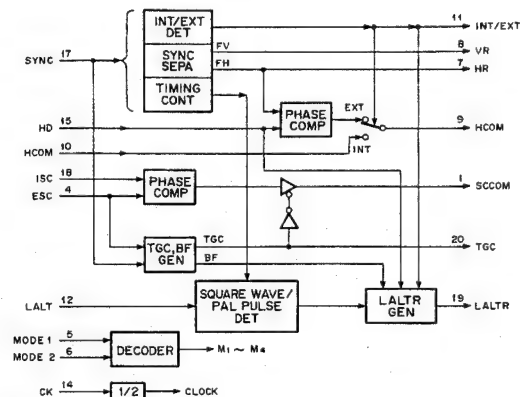 INT/EXT
DET
11
INT/EXT
17
SYNC
SYNC
SEPA
FV
8
VR
FH
7
HR
TIMING
CONT
15
HD
PHASE
COMP
EXT
9
HCOM
10
HCOM
INT
18
ISC
4
ESC
PHASE
COMP
1
SCCOM
TGC, BF
GEN
TGC
20
TGC
BF
12
LALT
SQUARE WAVE/
PAL PULSE
DET
LALTR
GEN
19
LALTR
5
MODE 1
6
MODE 2
DECODER
M1 ~ M4
14
CK
1/2
CLOCK